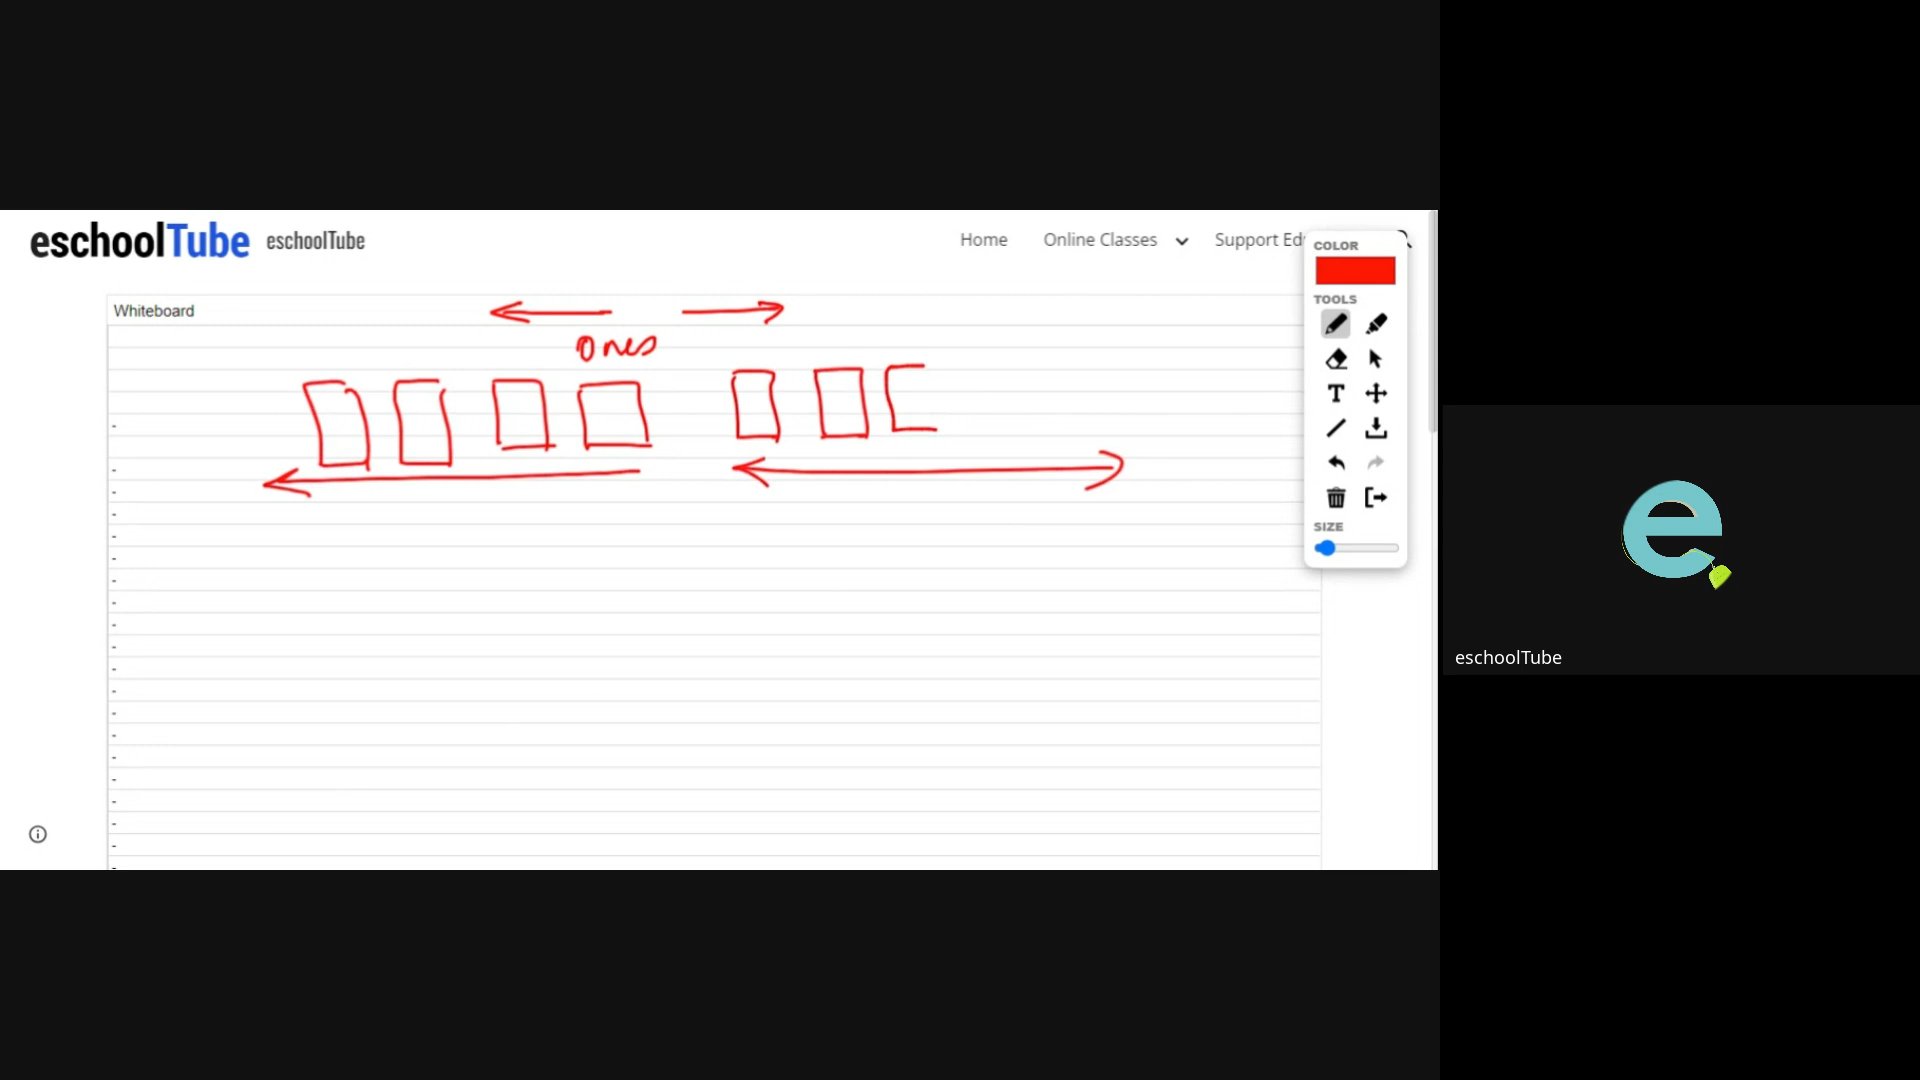 eschoolTube eschoolTube
Home Online Classes Support Ed
COLOR
Whiteboard
TOOLS
ones
T
SIZE
e
eschoolTube